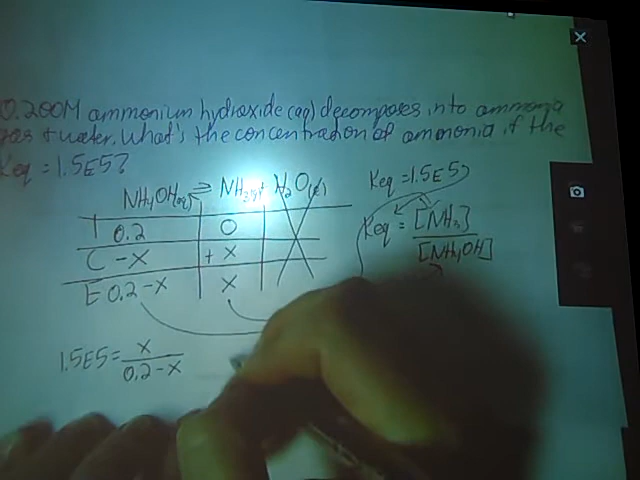 0.200M ammonium hydroxide (aq) decomposes into ammonia
gas + water. What's the concentration of ammonia if the
Keq = 1.5E5?
NH4OH(aq) ⇌ NH3(g) + H2O(l)
Keq = 1.5E5?
I 0.2 0
C -x +x
E 0.2-x x
Keq = [NH3]
[NH4OH]
1.5E5 = x
0.2-x